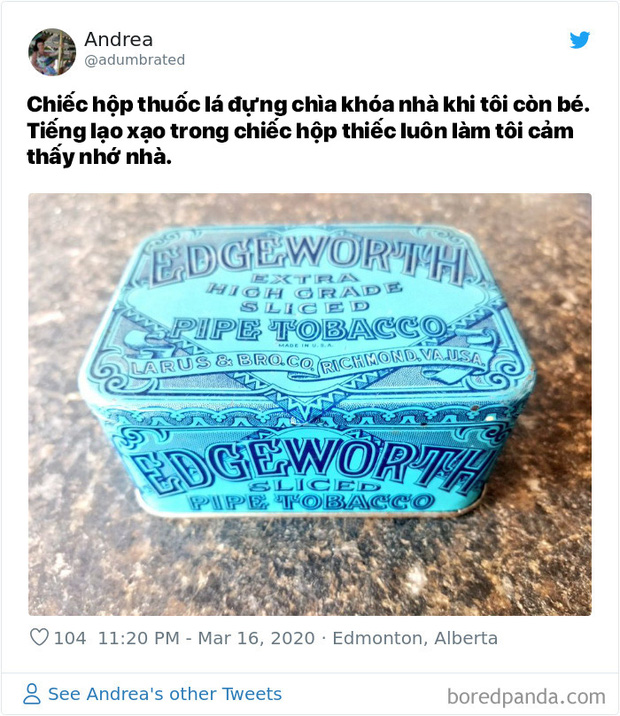 Andrea
@adumbrated
Chiếc hộp thuốc lá đựng chìa khóa nhà khi tôi còn bé.
Tiếng lạo xạo trong chiếc hộp thiếc luôn làm tôi cảm
thấy nhớ nhà.
EDGEWORTH
EXTRA
HIGH GRADE
SLICED
PIPE TOBACCO
MADE IN U.S.A.
LARUS & BRO. CO. RICHMOND, VA. U.S.A.
EDGEWORTH
SLICED
PIPE TOBACCO
104 11:20 PM - Mar 16, 2020 · Edmonton, Alberta
See Andrea's other Tweets
boredpanda.com